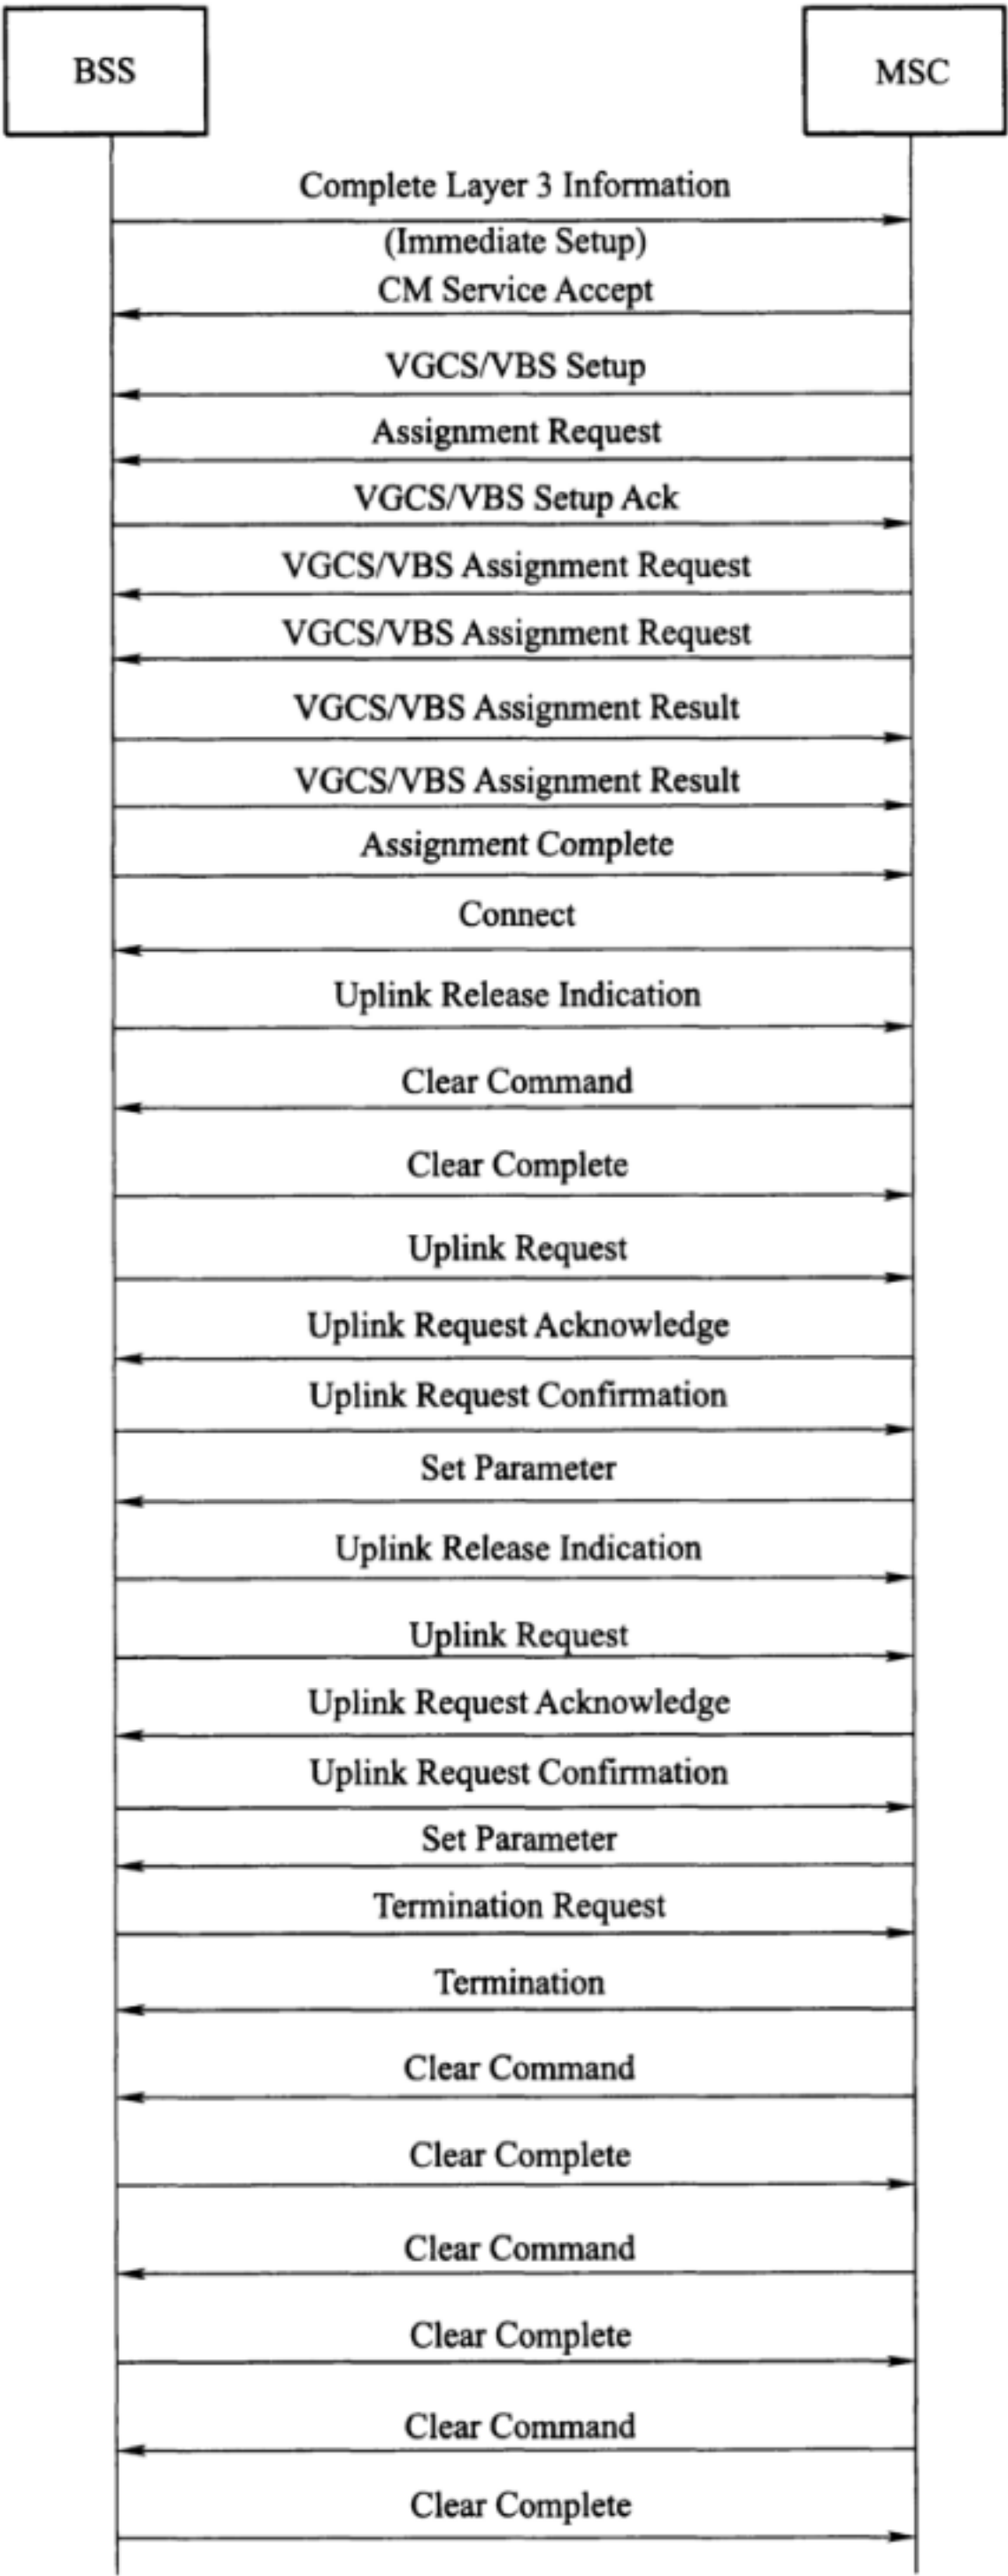 BSS
MSC
Complete Layer 3 Information
(Immediate Setup)
CM Service Accept
VGCS/VBS Setup
Assignment Request
VGCS/VBS Setup Ack
VGCS/VBS Assignment Request
VGCS/VBS Assignment Request
VGCS/VBS Assignment Result
VGCS/VBS Assignment Result
Assignment Complete
Connect
Uplink Release Indication
Clear Command
Clear Complete
Uplink Request
Uplink Request Acknowledge
Uplink Request Confirmation
Set Parameter
Uplink Release Indication
Uplink Request
Uplink Request Acknowledge
Uplink Request Confirmation
Set Parameter
Termination Request
Termination
Clear Command
Clear Complete
Clear Command
Clear Complete
Clear Command
Clear Complete